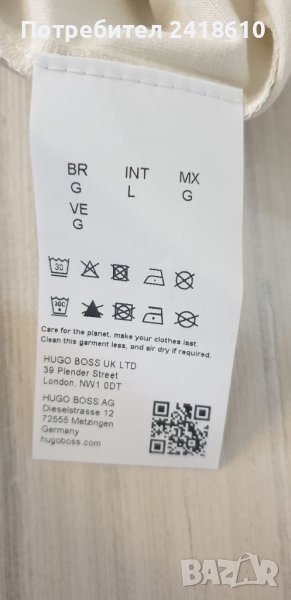 Потребител 2418610
BR INT MX
G L G
VE
G
30
Care for the planet, make your clothes last
Clean this garment less, and air dry if required.
HUGO BOSS UK LTD
39 Plender Street
London, NW1 0DT
HUGO BOSS AG
Dieselstrasse 12
72555 Metzingen
Germany
hugoboss.com
BAZAR